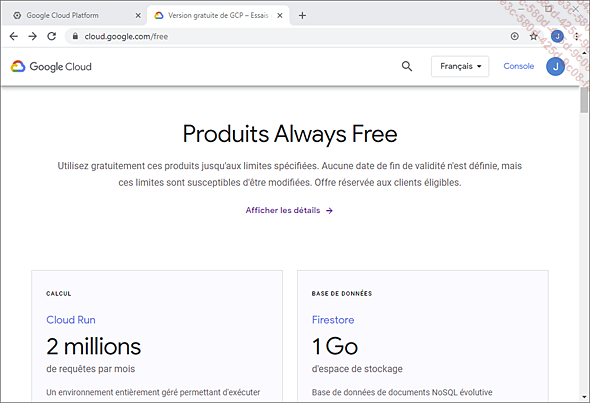 Google Cloud Platform
Version gratuite de GCP – Essais
cloud.google.com/free
J
Google Cloud
Français
Console
J
Produits Always Free
Utilisez gratuitement ces produits jusqu'aux limites spécifiées. Aucune date de fin de validité n'est définie, mais
ces limites sont susceptibles d'être modifiées. Offre réservée aux clients éligibles.
Afficher les détails →
CALCUL
Cloud Run
2 millions
de requêtes par mois
Un environnement entièrement géré permettant d'exécuter
BASE DE DONNÉES
Firestore
1 Go
d'espace de stockage
Base de données de documents NoSQL évolutive